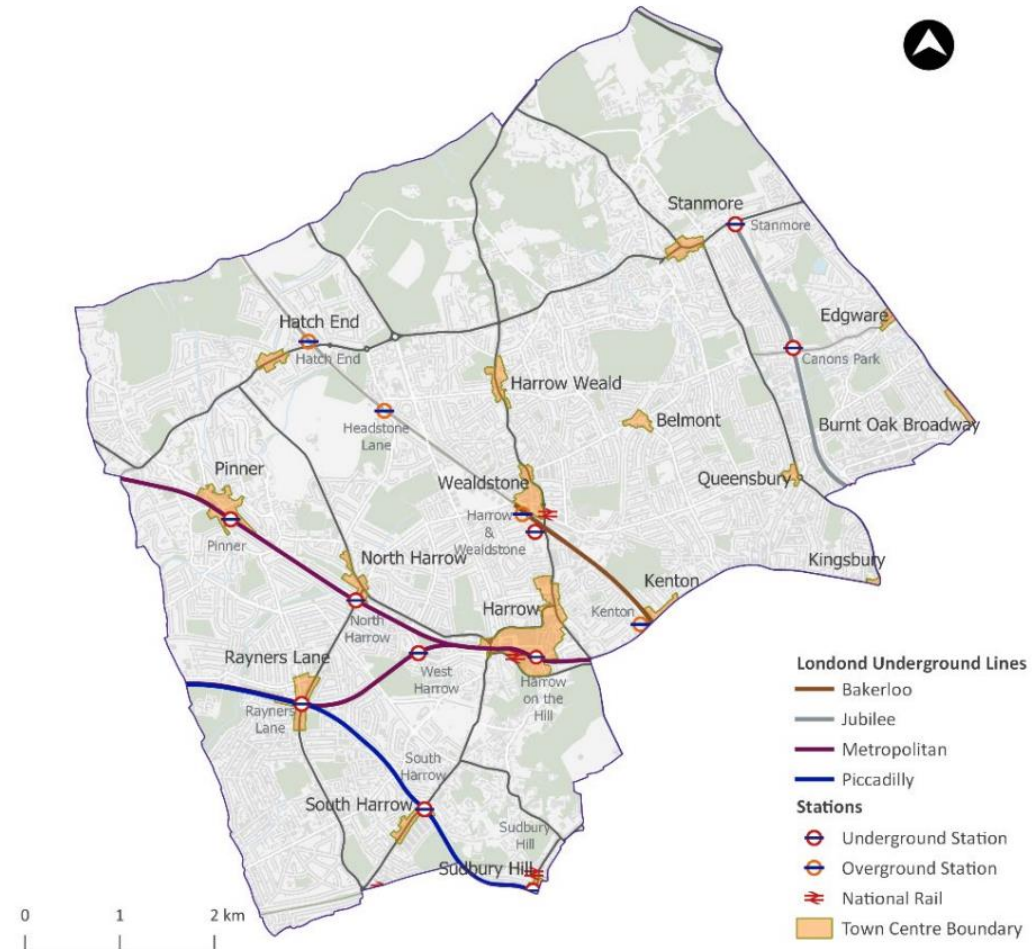 Stanmore
Stanmore
Edgware
Hatch End
Hatch End
Canons Park
Harrow Weald
Headstone
Lane
Belmont
Burnt Oak Broadway
Pinner
Wealdstone
Queensbury
Harrow
&
Wealdstone
Pinner
North Harrow
Kingsbury
Kenton
Harrow
Kenton
North
Harrow
Rayners Lane
West
Harrow
Harrow
on the
Hill
Rayners
Lane
South
Harrow
South Harrow
Sudbury
Hill
Sudbury Hill
Londond Underground Lines
Bakerloo
Jubilee
Metropolitan
Piccadilly
Stations
Underground Station
Overground Station
National Rail
Town Centre Boundary
0 1 2 km